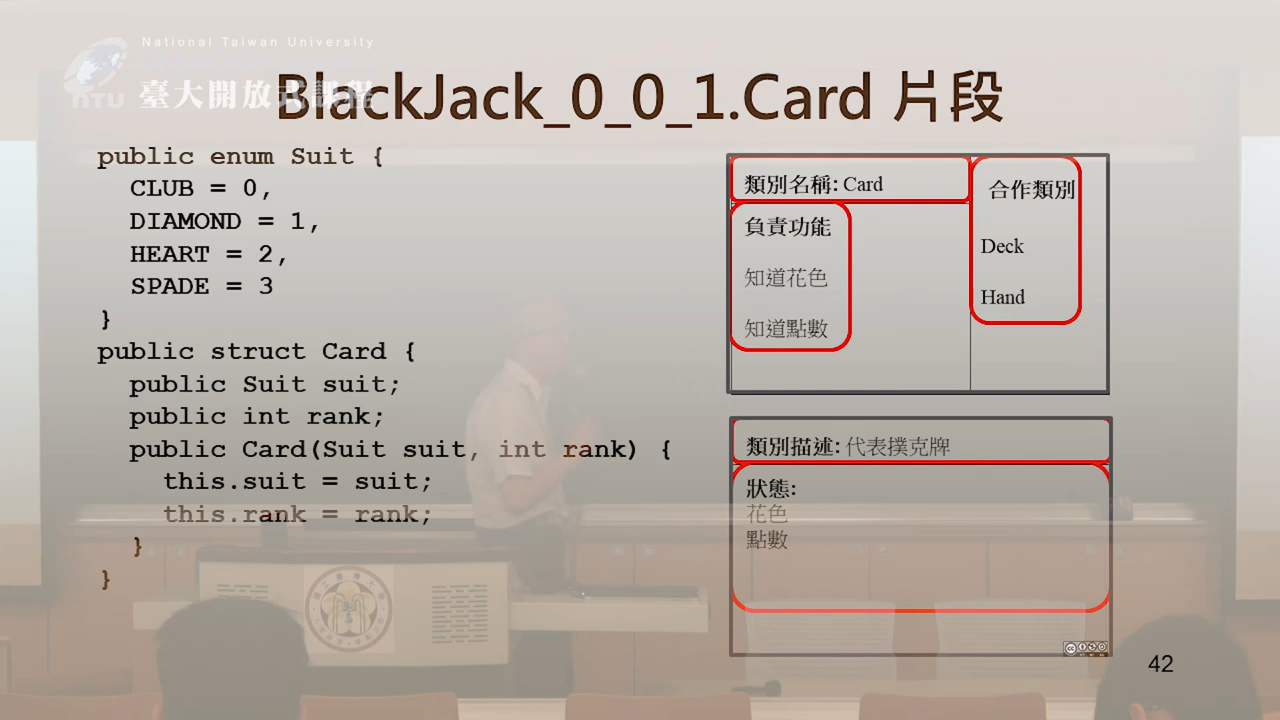 National Taiwan University
臺大開放式課程
NTU
BlackJack_0_0_1.Card 片段
public enum Suit {
CLUB = 0,
DIAMOND = 1,
HEART = 2,
SPADE = 3
}
public struct Card {
public Suit suit;
public int rank;
public Card(Suit suit, int rank) {
this.suit = suit;
this.rank = rank;
}
}
類別名稱: Card
負責功能
知道花色
知道點數
合作類別
Deck
Hand
類別描述: 代表撲克牌
狀態:
花色
點數
42